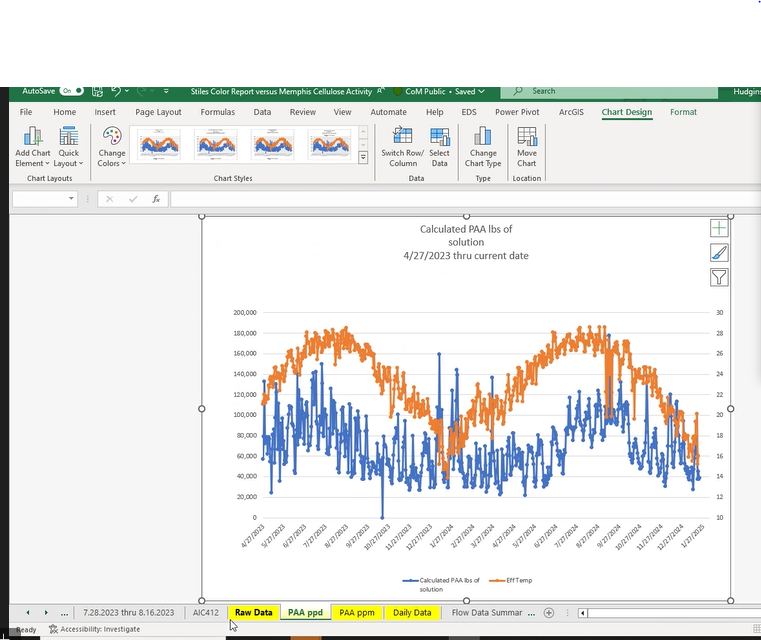 AutoSave On Stiles Color Report versus Memphis Cellulose Activity CoM Public • Saved Search Hudgins
File Home Insert Page Layout Formulas Data Review View Automate Help EDS Power Pivot ArcGIS Chart Design Format
Add Chart Quick Change Switch Row/ Select Change Move
Element Layout Colors Column Data Chart Type Chart
Chart Layouts Chart Styles Data Type Location
fx
Calculated PAA lbs of
solution
4/27/2023 thru current date
200,000 30
180,000 28
160,000 26
140,000 24
120,000 22
100,000 20
80,000 18
60,000 16
40,000 14
20,000 12
0 10
4/27/2023 5/27/2023 6/27/2023 7/27/2023 8/27/2023 9/27/2023 10/27/2023 11/27/2023 12/27/2023 1/27/2024 2/27/2024 3/27/2024 4/27/2024 5/27/2024 6/27/2024 7/27/2024 8/27/2024 9/27/2024 10/27/2024 11/27/2024 12/27/2024 1/27/2025
Calculated PAA lbs of Eff Temp
solution
... 7.28.2023 thru 8.16.2023 AIC412 Raw Data PAA ppd PAA ppm Daily Data Flow Data Summar ...
Ready Accessibility: Investigate